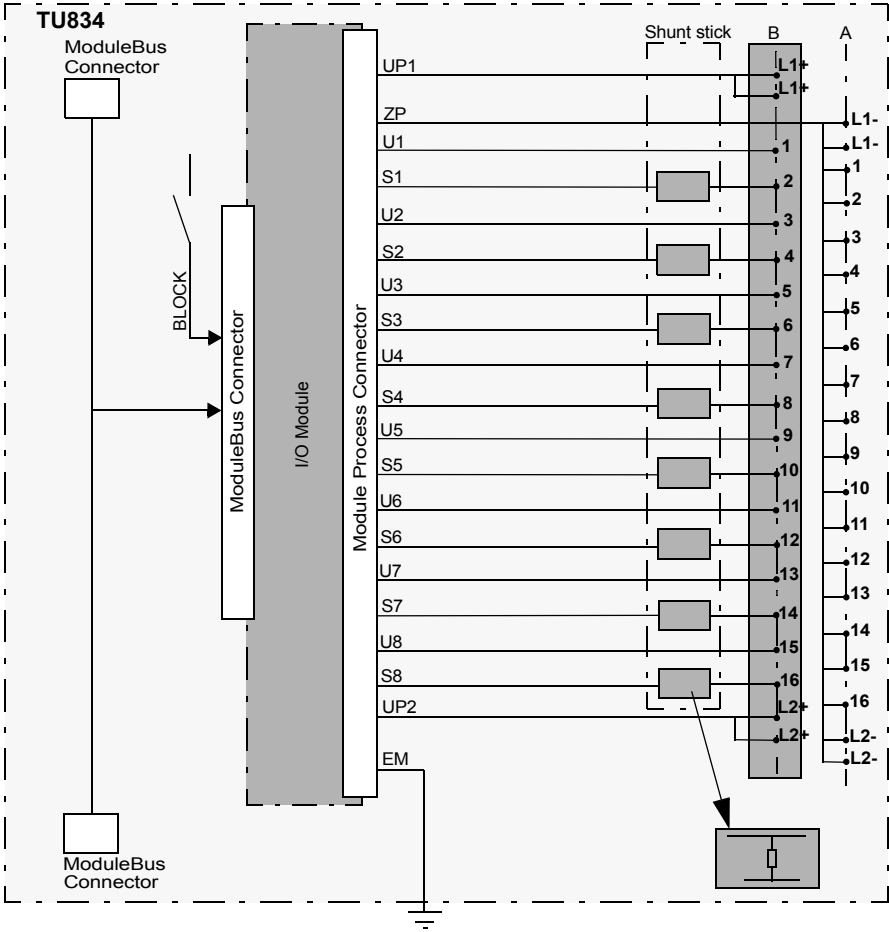 TU834
ModuleBus
Connector
Shunt stick
B
A
UP1
L1+
L1+
ZP
L1-
L1-
U1
1
1
S1
2
2
U2
3
3
S2
4
4
U3
5
5
S3
6
6
U4
7
7
S4
8
8
U5
9
9
S5
10
10
U6
11
11
S6
12
12
U7
13
13
S7
14
14
U8
15
15
S8
16
16
UP2
L2+
L2+
L2-
L2-
EM
BLOCK
ModuleBus Connector
I/O Module
Module Process Connector
ModuleBus
Connector